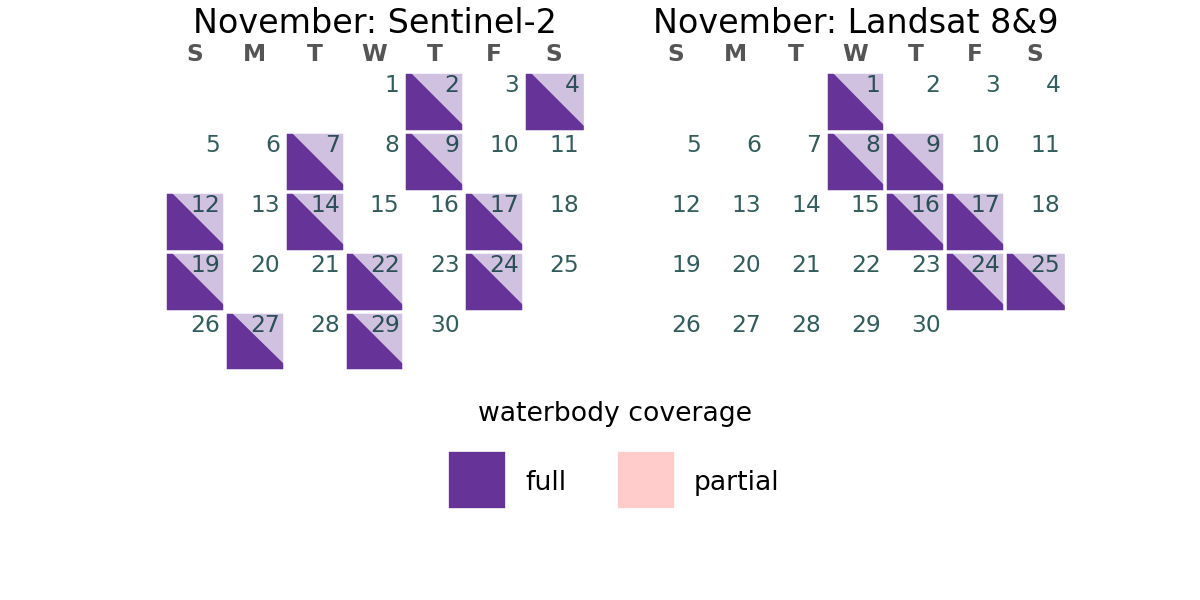 November: Sentinel-2
S M T W T F S
1 2 3 4
5 6 7 8 9 10 11
12 13 14 15 16 17 18
19 20 21 22 23 24 25
26 27 28 29 30
November: Landsat 8&9
S M T W T F S
1 2 3 4
5 6 7 8 9 10 11
12 13 14 15 16 17 18
19 20 21 22 23 24 25
26 27 28 29 30
waterbody coverage
full partial